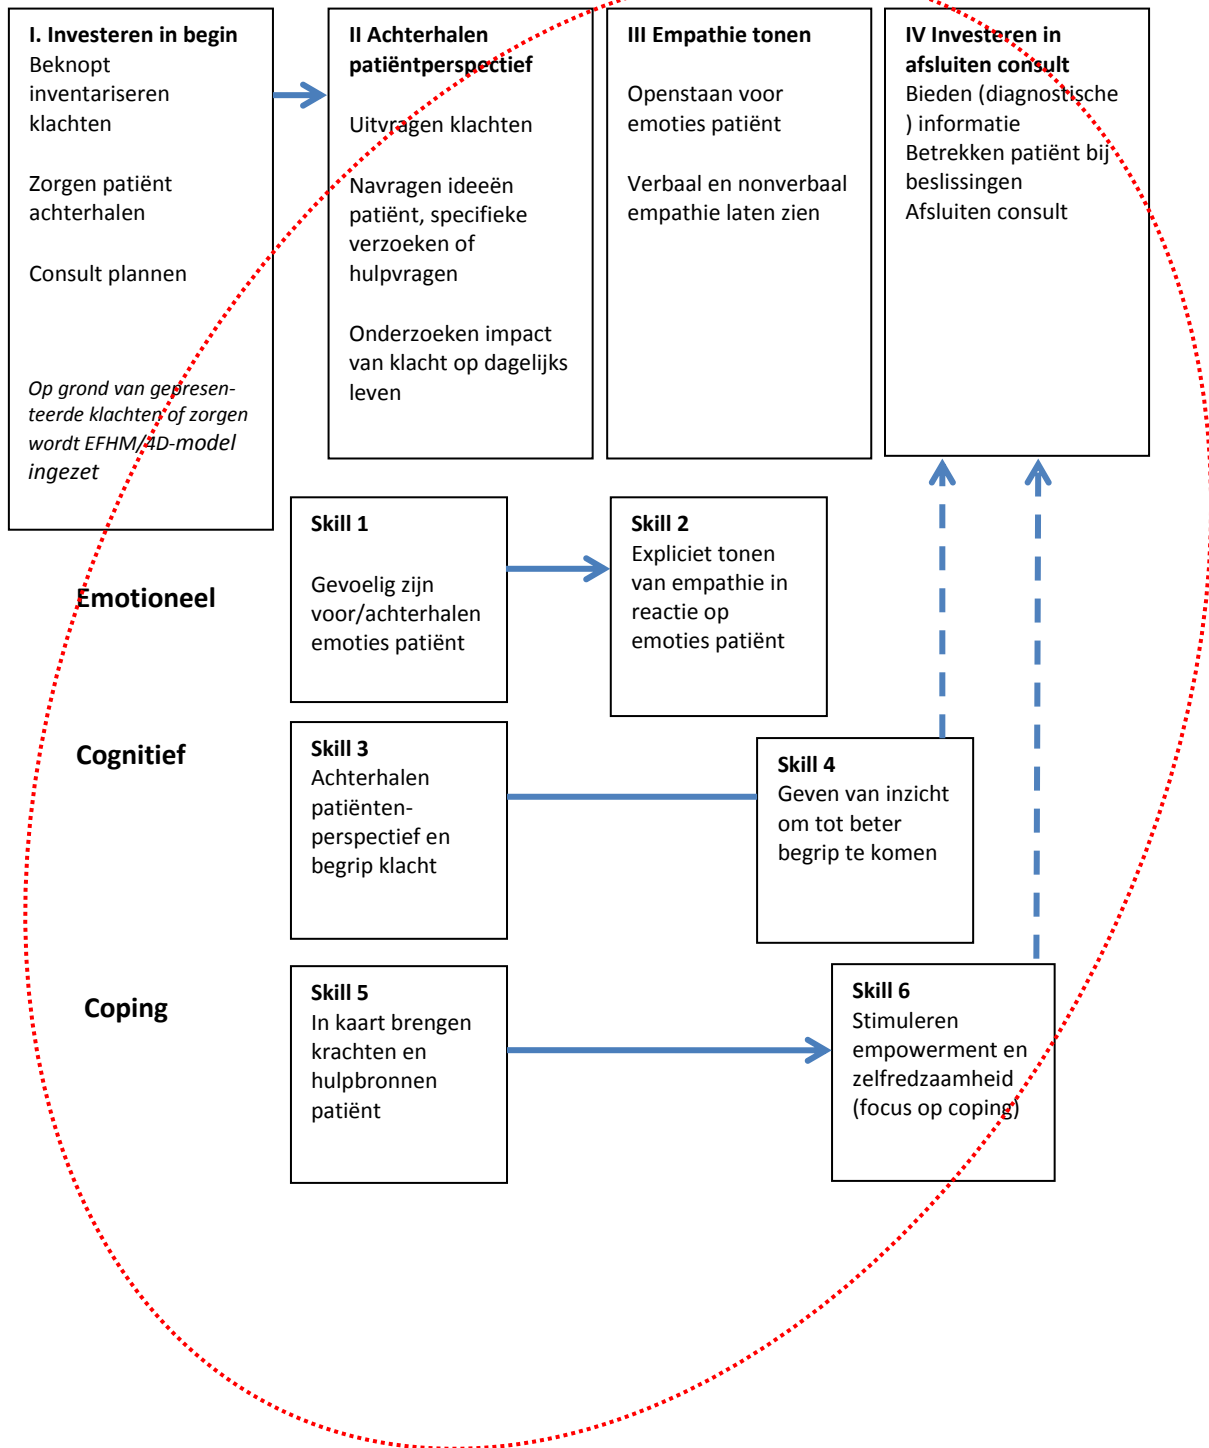 I. Investeren in begin
Beknopt
inventariseren
klachten
Zorgen patiënt
achterhalen
Consult plannen
Op grond van gepresen-
teerde klachten of zorgen
wordt EFHM/4D-model
ingezet
II Achterhalen
patiëntperspectief
Uitvragen klachten
Navragen ideeën
patiënt, specifieke
verzoeken of
hulpvragen
Onderzoeken impact
van klacht op dagelijks
leven
III Empathie tonen
Openstaan voor
emoties patiënt
Verbaal en nonverbaal
empathie laten zien
IV Investeren in
afsluiten consult
Bieden (diagnostische
) informatie
Betrekken patiënt bij
beslissingen
Afsluiten consult
Emotioneel
Skill 1
Gevoelig zijn
voor/achterhalen
emoties patiënt
Skill 2
Expliciet tonen
van empathie in
reactie op
emoties patiënt
Cognitief
Skill 3
Achterhalen
patiënten-
perspectief en
begrip klacht
Skill 4
Geven van inzicht
om tot beter
begrip te komen
Coping
Skill 5
In kaart brengen
krachten en
hulpbronnen
patiënt
Skill 6
Stimuleren
empowerment en
zelfredzaamheid
(focus op coping)